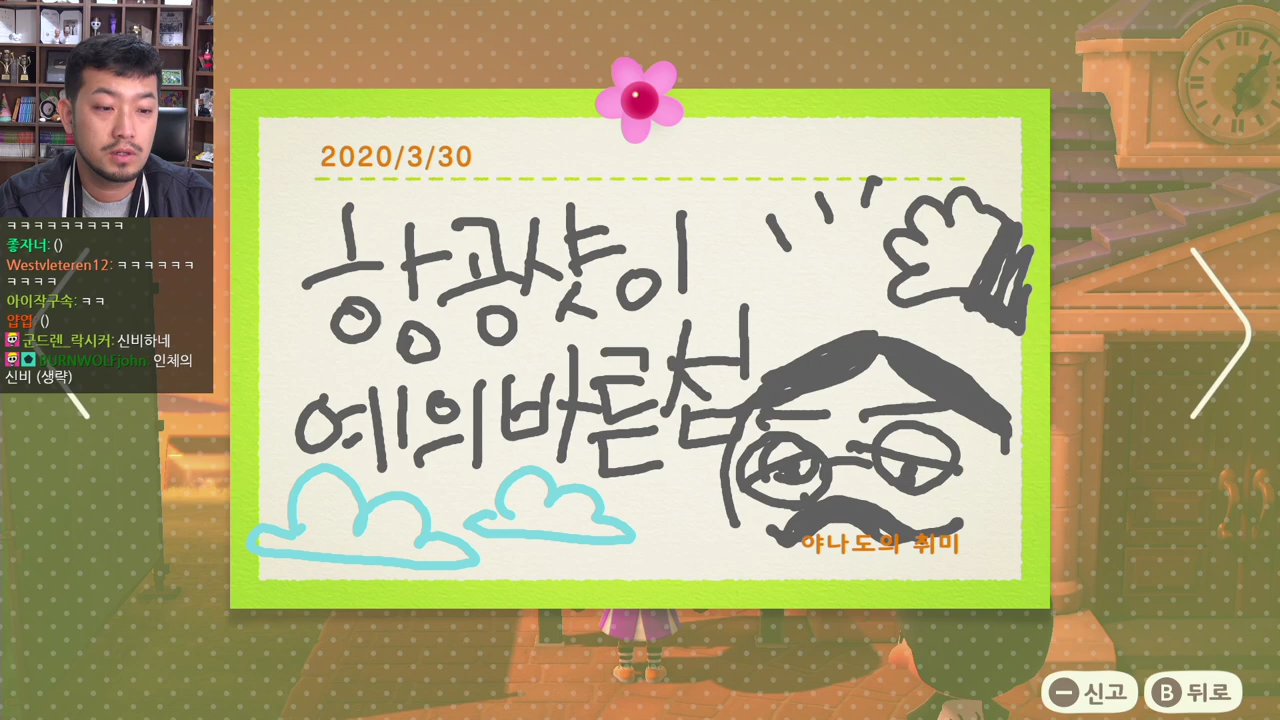 2020/3/30
항공샷이
예의바른 섬
야나도의 취미
ㅋㅋㅋㅋㅋㅋㅋㅋㅋ
좋자너: ()
Westvleteren12: ㅋㅋㅋㅋㅋㅋ
ㅋㅋㅋㅋ
아이작구속: ㅋㅋ
얍엽: ()
군드렌_락시커: 신비하네
BURNWOLFjohn: 인체의
신비 (생략)
신고
B 뒤로